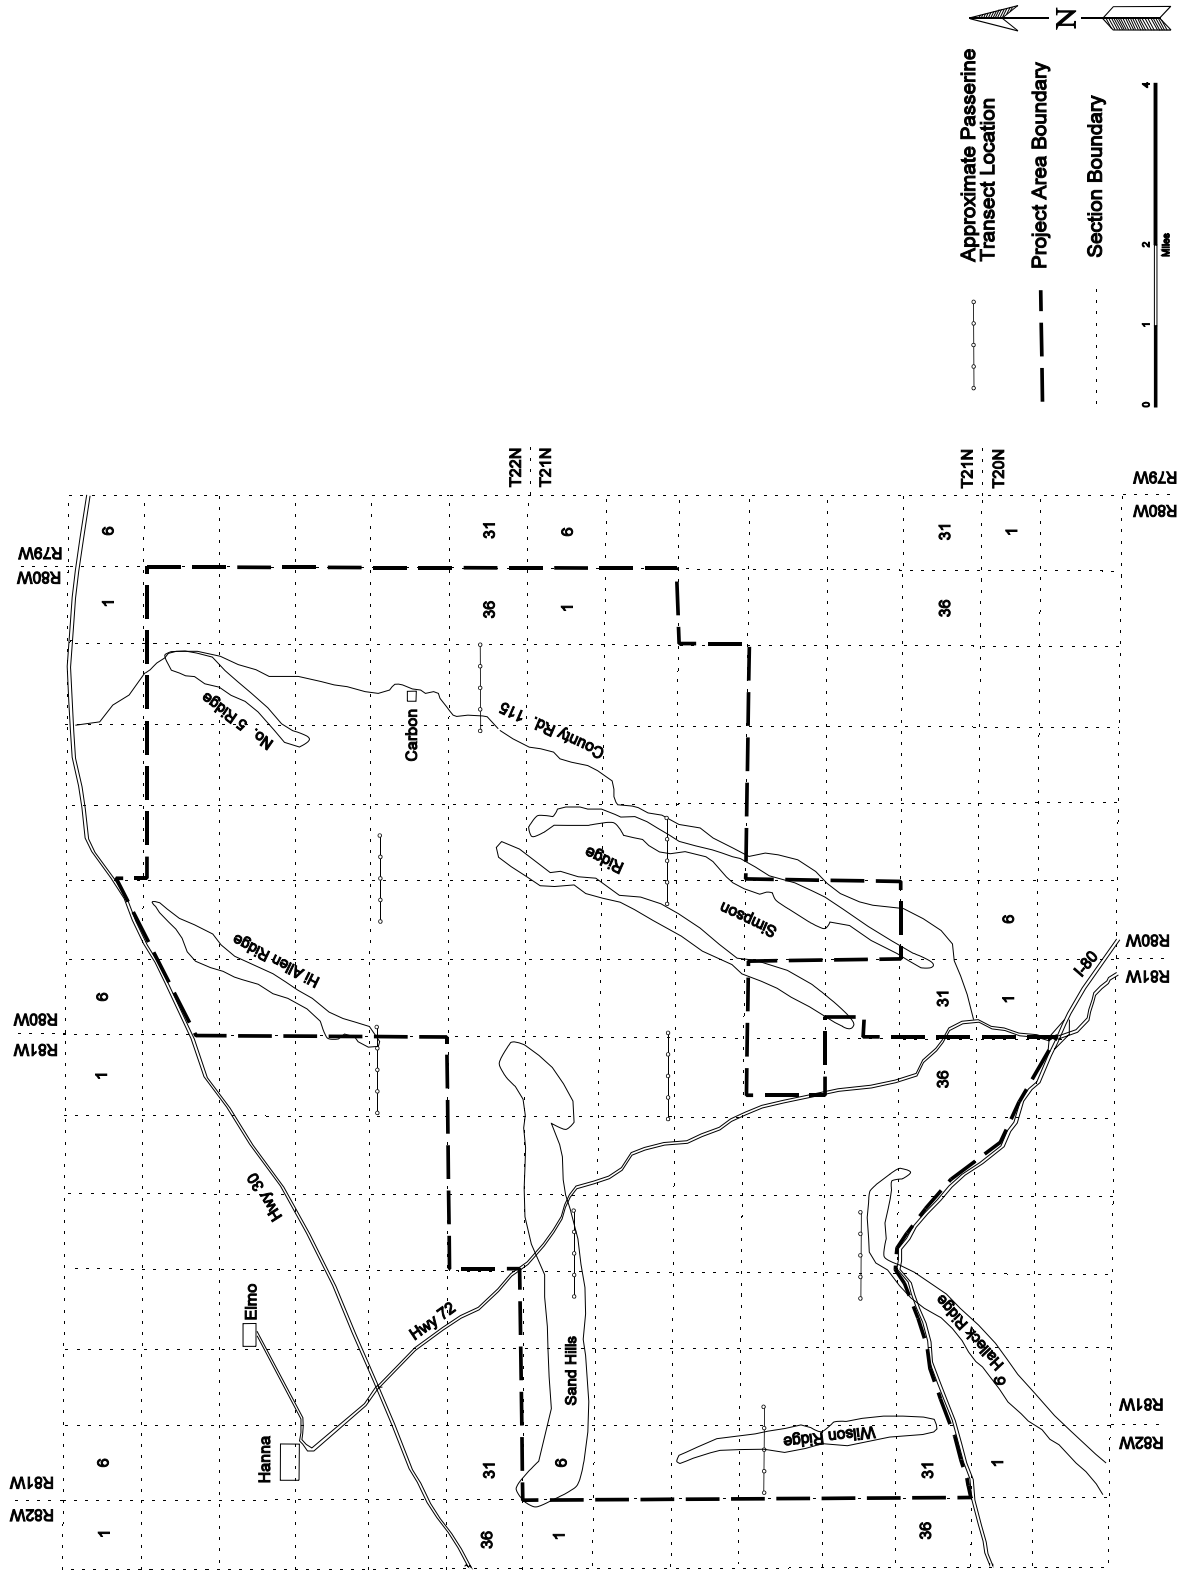 R82W
R81W
R81W
R80W
R80W
R79W
1
6
1
6
1
6
Elmo
Hanna
Hwy 30
Hi Allen Ridge
No. 5 Ridge
Carbon
Hwy 72
36
31
36
31
T22N
County Rd. 115
1
6
1
6
T21N
Sand Hills
Simpson
Ridge
Wilson Ridge
36
31
36
31
36
31
T21N
Halleck Ridge
1
6
1
6
1
T20N
I-80
R82W
R81W
R81W
R80W
R80W
R79W
Approximate Passerine
Transect Location
Project Area Boundary
Section Boundary
0 1 2 4
Miles
N